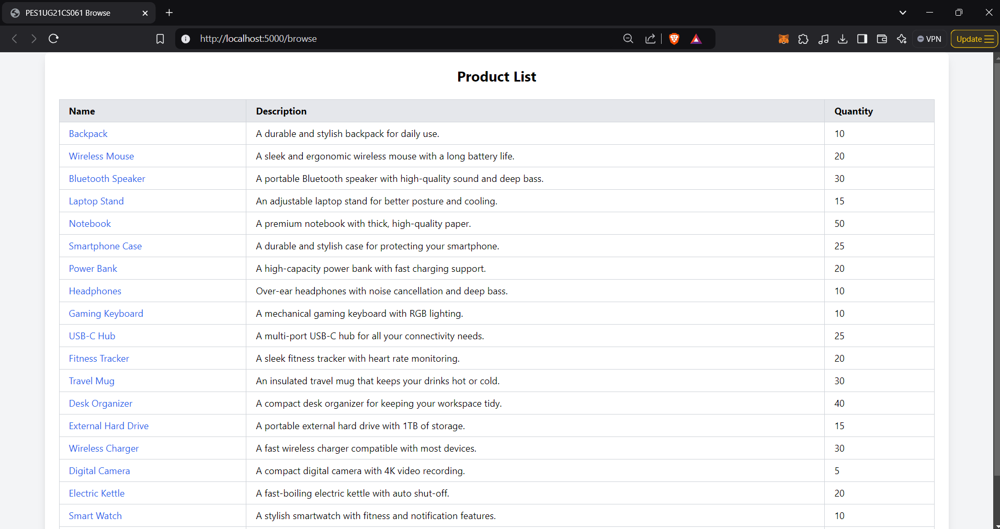 PES1UG21CS061 Browse
http://localhost:5000/browse
VPN
Update
Product List
Name Description Quantity
Backpack A durable and stylish backpack for daily use. 10
Wireless Mouse A sleek and ergonomic wireless mouse with a long battery life. 20
Bluetooth Speaker A portable Bluetooth speaker with high-quality sound and deep bass. 30
Laptop Stand An adjustable laptop stand for better posture and cooling. 15
Notebook A premium notebook with thick, high-quality paper. 50
Smartphone Case A durable and stylish case for protecting your smartphone. 25
Power Bank A high-capacity power bank with fast charging support. 20
Headphones Over-ear headphones with noise cancellation and deep bass. 10
Gaming Keyboard A mechanical gaming keyboard with RGB lighting. 10
USB-C Hub A multi-port USB-C hub for all your connectivity needs. 25
Fitness Tracker A sleek fitness tracker with heart rate monitoring. 20
Travel Mug An insulated travel mug that keeps your drinks hot or cold. 30
Desk Organizer A compact desk organizer for keeping your workspace tidy. 40
External Hard Drive A portable external hard drive with 1TB of storage. 15
Wireless Charger A fast wireless charger compatible with most devices. 30
Digital Camera A compact digital camera with 4K video recording. 5
Electric Kettle A fast-boiling electric kettle with auto shut-off. 20
Smart Watch A stylish smartwatch with fitness and notification features. 10